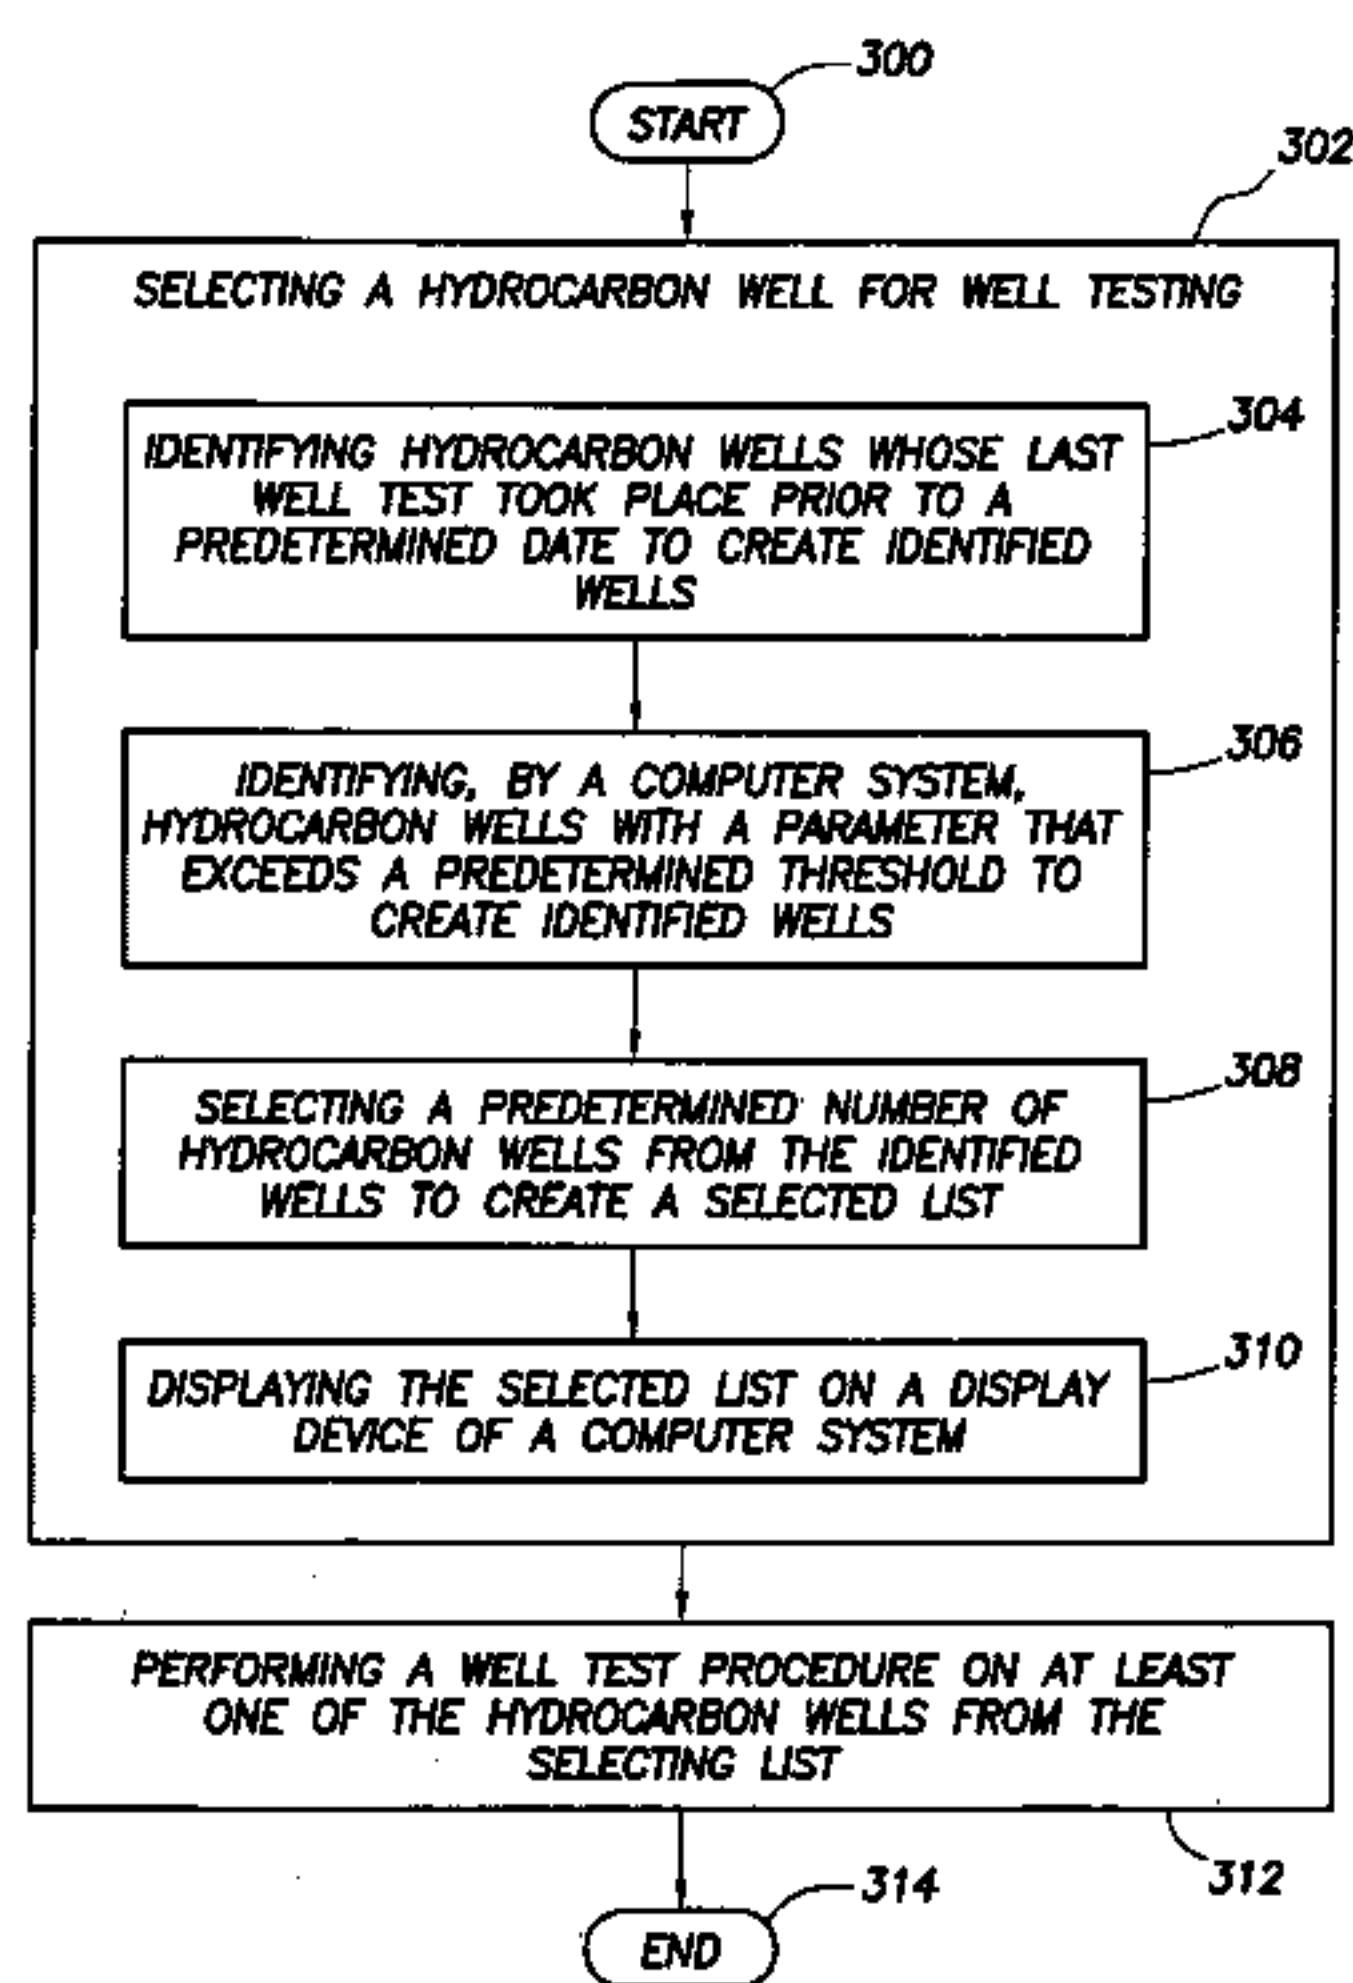 300
START
302
SELECTING A HYDROCARBON WELL FOR WELL TESTING
304
IDENTIFYING HYDROCARBON WELLS WHOSE LAST
WELL TEST TOOK PLACE PRIOR TO A
PREDETERMINED DATE TO CREATE IDENTIFIED
WELLS
306
IDENTIFYING, BY A COMPUTER SYSTEM,
HYDROCARBON WELLS WITH A PARAMETER THAT
EXCEEDS A PREDETERMINED THRESHOLD TO
CREATE IDENTIFIED WELLS
308
SELECTING A PREDETERMINED NUMBER OF
HYDROCARBON WELLS FROM THE IDENTIFIED
WELLS TO CREATE A SELECTED LIST
310
DISPLAYING THE SELECTED LIST ON A DISPLAY
DEVICE OF A COMPUTER SYSTEM
PERFORMING A WELL TEST PROCEDURE ON AT LEAST
ONE OF THE HYDROCARBON WELLS FROM THE
SELECTING LIST
312
314
END